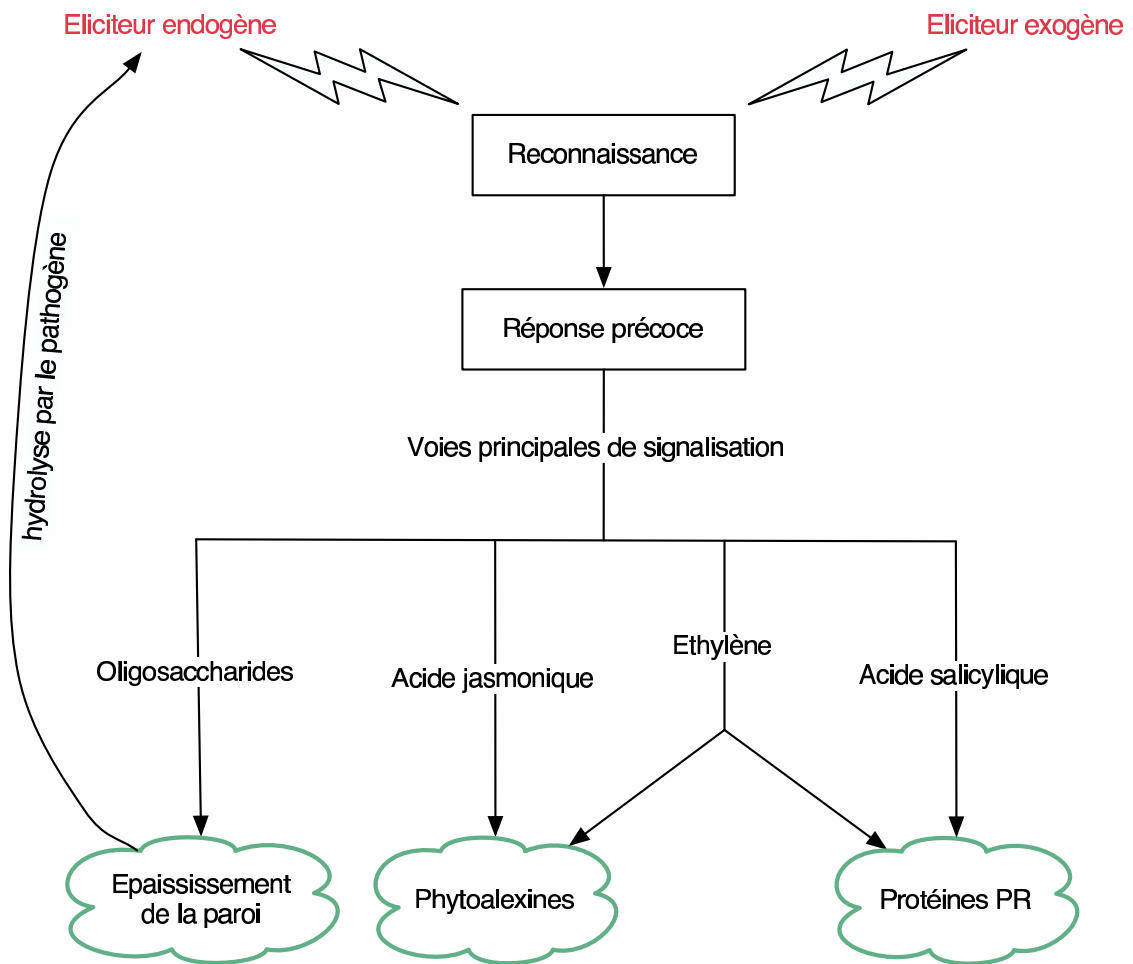 Eliciteur endogène
Eliciteur exogène
Reconnaissance
Réponse précoce
hydrolyse par le pathogène
Voies principales de signalisation
Oligosaccharides
Acide jasmonique
Ethylène
Acide salicylique
Epaississement
de la paroi
Phytoalexines
Protéines PR